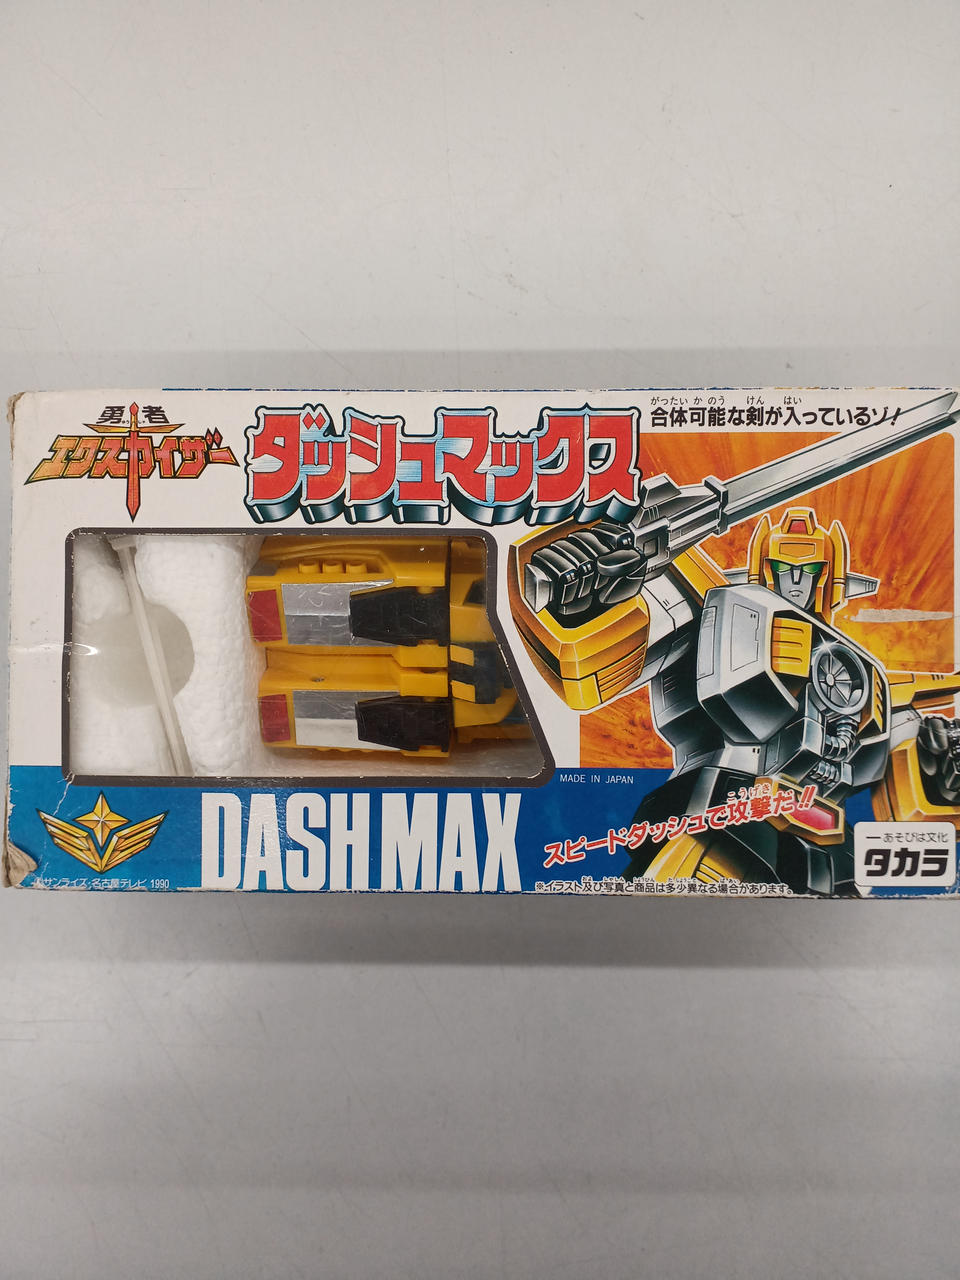 勇者
エクスカイザー
ダッシュマックス
がったい かのう けん はい
合体可能な剣が入っているゾ!
MADE IN JAPAN
DASH MAX
こうげき
スピードダッシュで攻撃だ!!
ーあそびは文化
タカラ
サンライズ・名古屋テレビ 1990
※イラスト及び写真と商品は多少異なる場合があります。